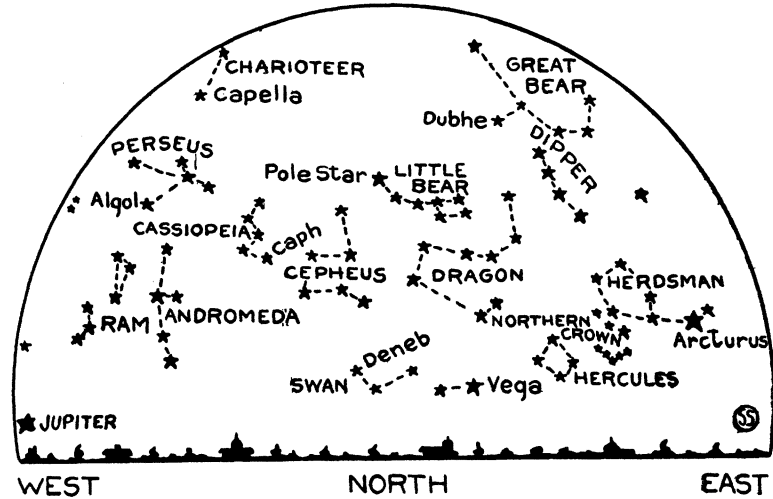 CHARIOTEER
Capella
GREAT
BEAR
Dubhe
DIPPER
PERSEUS
Pole Star
LITTLE
BEAR
Algol
CASSIOPEIA
Caph
CEPHEUS
DRAGON
HERDSMAN
RAM
ANDROMEDA
NORTHERN
CROWN
Arcturus
Deneb
SWAN
Vega
HERCULES
JUPITER
SS
WEST
NORTH
EAST